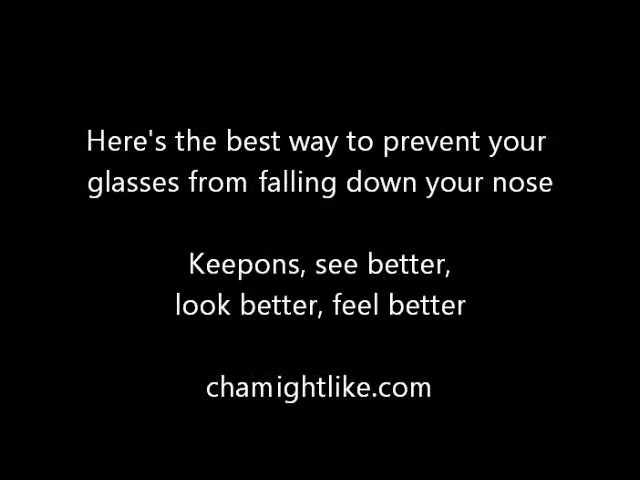 Here's the best way to prevent your
glasses from falling down your nose
Keepons, see better,
look better, feel better
chamightlike.com